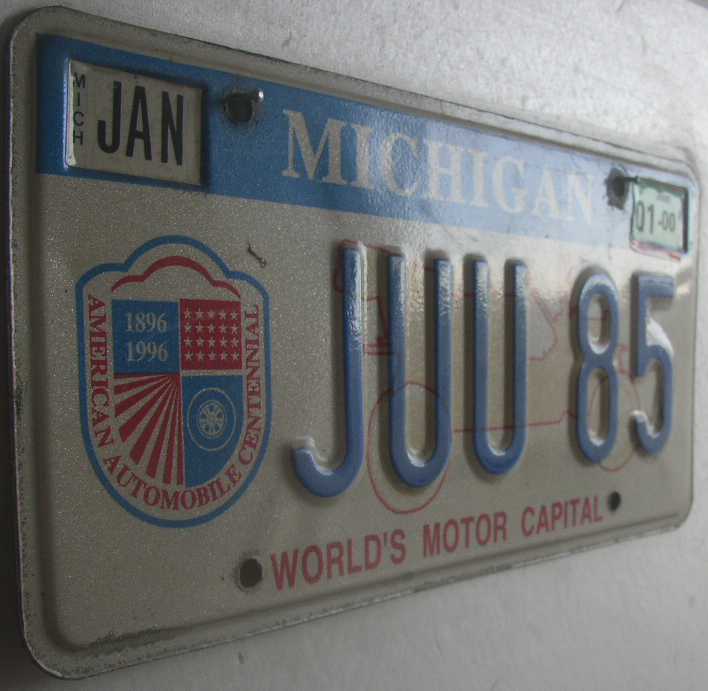 MICH
JAN
MICHIGAN
01-00
1896
1996
AMERICAN AUTOMOBILE CENTENNIAL
JUU 85
WORLD'S MOTOR CAPITAL